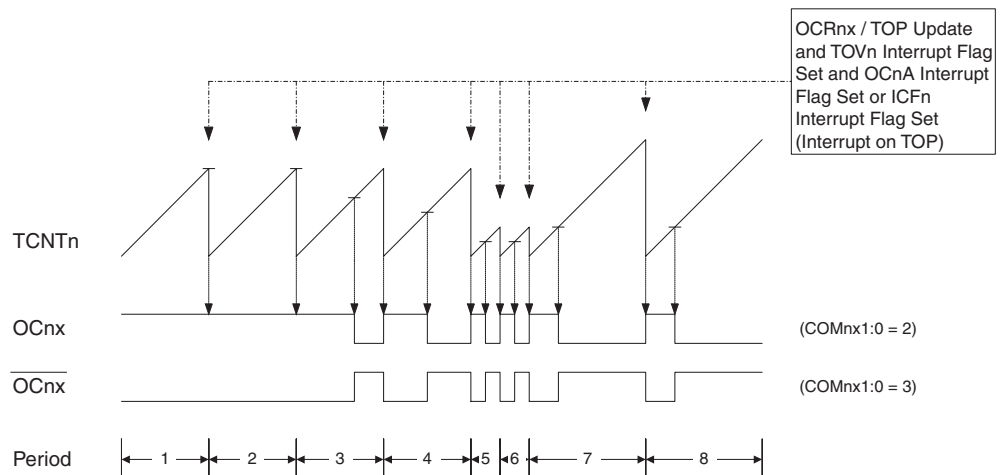 OCRnx / TOP Update
and TOVn Interrupt Flag
Set and OCnA Interrupt
Flag Set or ICFn
Interrupt Flag Set
(Interrupt on TOP)
TCNTn
OCnx
(COMnx1:0 = 2)
OCnx
(COMnx1:0 = 3)
Period
1
2
3
4
5
6
7
8